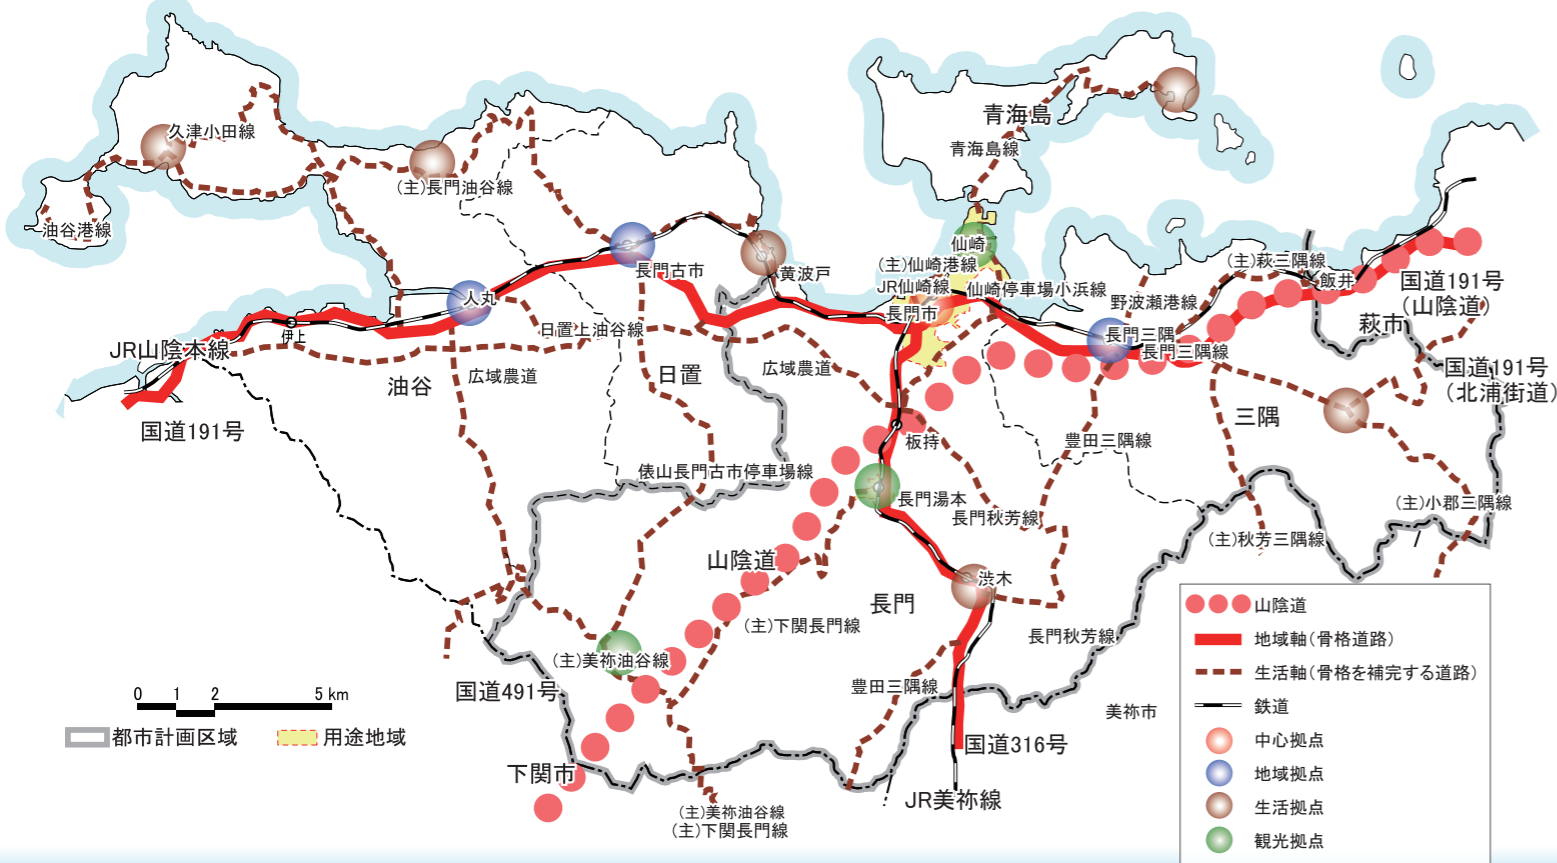 久津小田線
(主)長門油谷線
油谷港線
青海島
青海島線
仙崎
(主)仙崎港線
JR仙崎線
仙崎停車場小浜線
長門市
長門古市
黄波戸
人丸
伊上
日置上油谷線
JR山陰本線
油谷
広域農道
日置
広域農道
国道191号
野波瀬港線
(主)萩三隅線
飯井
国道191号
(山陰道)
萩市
長門三隅
長門三隅線
国道191号
(北浦街道)
三隅
豊田三隅線
板持
俵山長門古市停車場線
長門湯本
長門秋芳線
(主)小郡三隅線
(主)秋芳三隅線
山陰道
渋木
長門
(主)下関長門線
長門秋芳線
(主)美祢油谷線
国道491号
豊田三隅線
美祢市
国道316号
下関市
JR美祢線
(主)美祢油谷線
(主)下関長門線
0 1 2 5 km
都市計画区域
用途地域
山陰道
地域軸(骨格道路)
生活軸(骨格を補完する道路)
鉄道
中心拠点
地域拠点
生活拠点
観光拠点